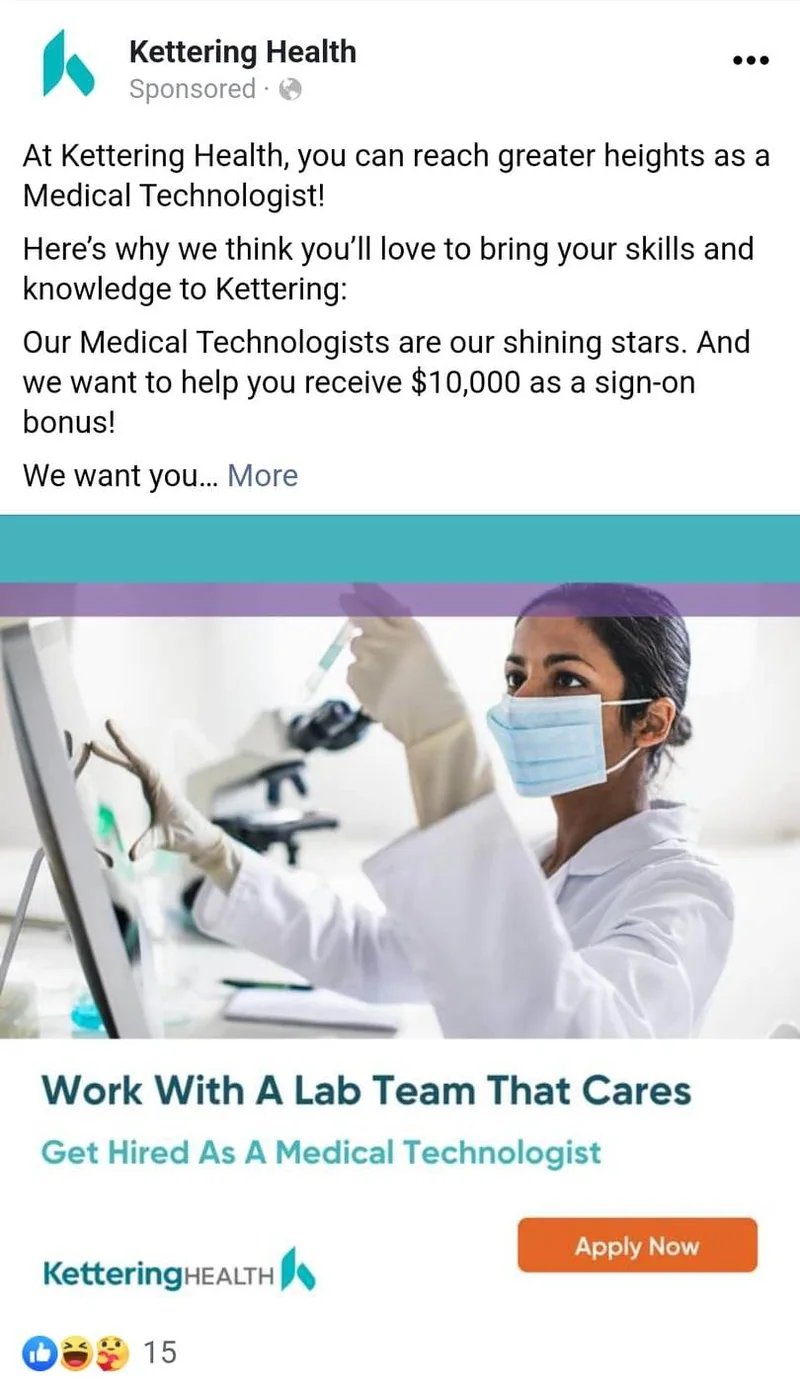 Kettering Health
Sponsored ·
At Kettering Health, you can reach greater heights as a
Medical Technologist!
Here’s why we think you’ll love to bring your skills and
knowledge to Kettering:
Our Medical Technologists are our shining stars. And
we want to help you receive $10,000 as a sign-on
bonus!
We want you... More
Work With A Lab Team That Cares
Get Hired As A Medical Technologist
Apply Now
KetteringHEALTH
15